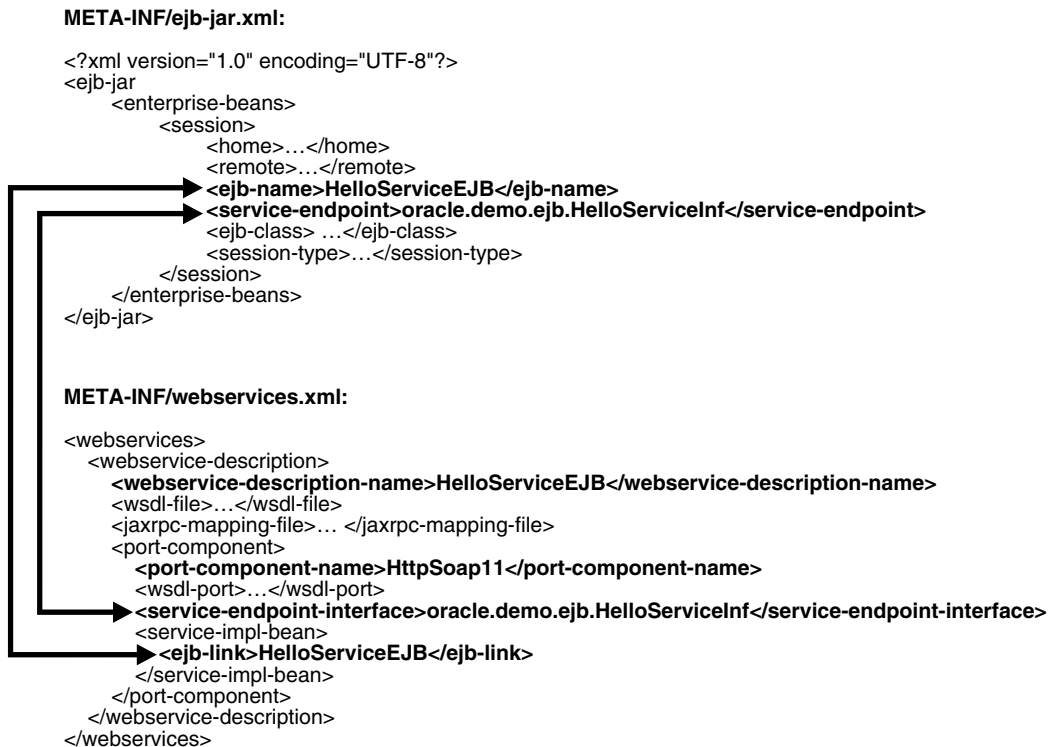 META-INF/ejb-jar.xml:
<?xml version="1.0" encoding="UTF-8"?>
<ejb-jar
<enterprise-beans>
<session>
<home>…</home>
<remote>…</remote>
<ejb-name>HelloServiceEJB</ejb-name>
<service-endpoint>oracle.demo.ejb.HelloServiceInf</service-endpoint>
<ejb-class> …</ejb-class>
<session-type>…</session-type>
</session>
</enterprise-beans>
</ejb-jar>
META-INF/webservices.xml:
<webservices>
<webservice-description>
<webservice-description-name>HelloServiceEJB</webservice-description-name>
<wsdl-file>…</wsdl-file>
<jaxrpc-mapping-file>… </jaxrpc-mapping-file>
<port-component>
<port-component-name>HttpSoap11</port-component-name>
<wsdl-port>…</wsdl-port>
<service-endpoint-interface>oracle.demo.ejb.HelloServiceInf</service-endpoint-interface>
<service-impl-bean>
<ejb-link>HelloServiceEJB</ejb-link>
</service-impl-bean>
</port-component>
</webservice-description>
</webservices>